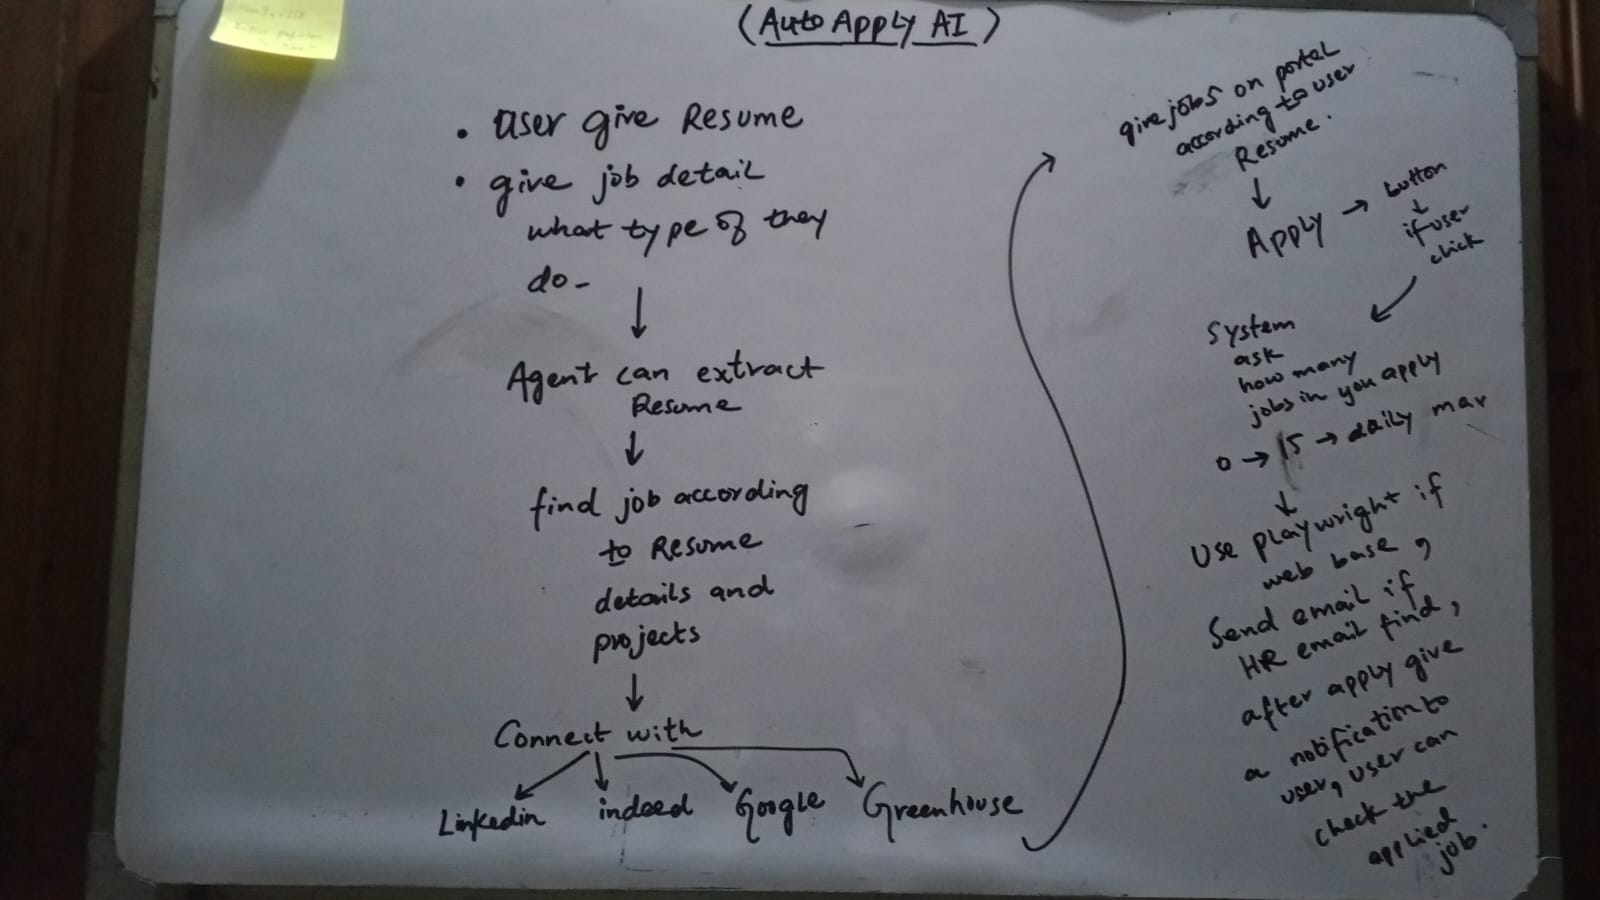 (Auto Apply AI)
• User give Resume
• give job detail
what type of they
do -
Agent can extract
Resume
find job according
to Resume
details and
projects
Connect with
Linkedin indeed Google Greenhouse
give jobs on portal
according to user
Resume.
Apply → button
if user
click
System
ask
how many
jobs in you apply
0 → 15 → daily max
Use playwright if
web base,
Send email if
HR email find,
after apply give
a notification to
user, user can
check the
applied
job.